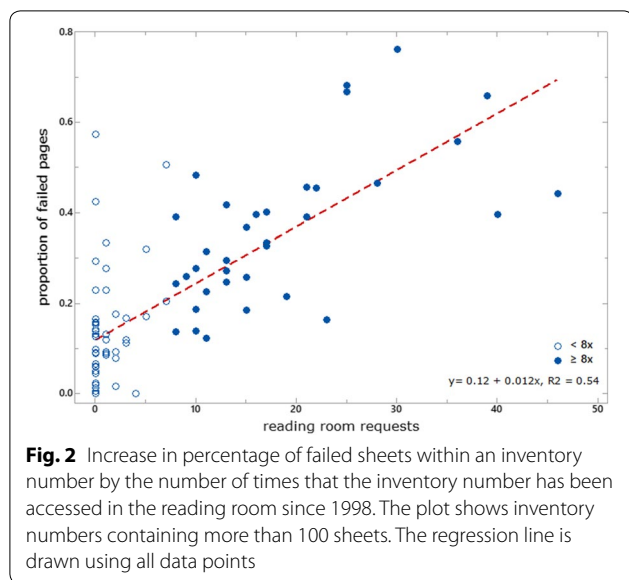 0.8
0.6
0.4
0.2
0.0
proportion of failed pages
< 8x
≥ 8x
y= 0.12 + 0.012x, R2 = 0.54
0 10 20 30 40 50
reading room requests
Fig. 2 Increase in percentage of failed sheets within an inventory
number by the number of times that the inventory number has been
accessed in the reading room since 1998. The plot shows inventory
numbers containing more than 100 sheets. The regression line is
drawn using all data points